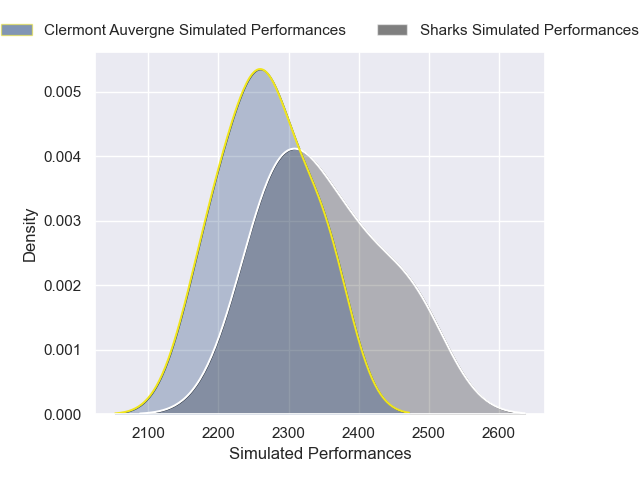 Clermont Auvergne Simulated Performances
Sharks Simulated Performances
0.005
0.004
0.003
0.002
0.001
0.000
Density
2100 2200 2300 2400 2500 2600
Simulated Performances